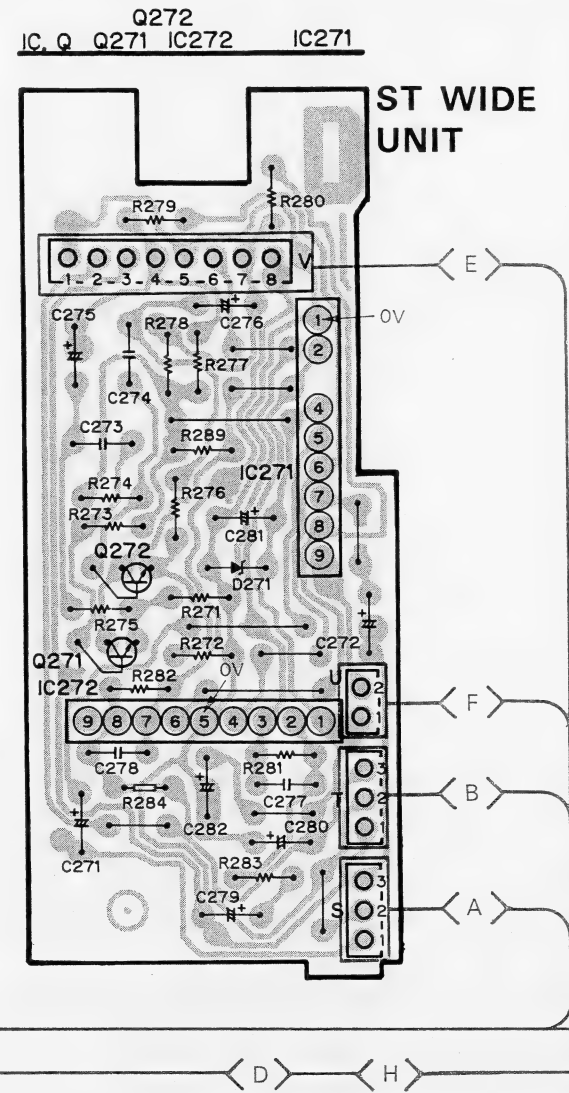 Q272
IC, Q Q271 IC272 IC271
ST WIDE
UNIT
R279
R280
1 2 3 4 5 6 7 8
V
E
C275
R278
C276
1
0V
2
R277
C274
4
C273
R289
5
IC271
6
R274
R276
7
R273
8
C281
Q272
9
D271
R271
R275
C272
Q271
R272
U
R282
0V
2
IC272
F
9 8 7 6 5 4 3 2 1
1
C278
R281
3
R284
C277
T
2
B
C282
C280
1
C271
R283
3
C279
S
2
A
1
D
H